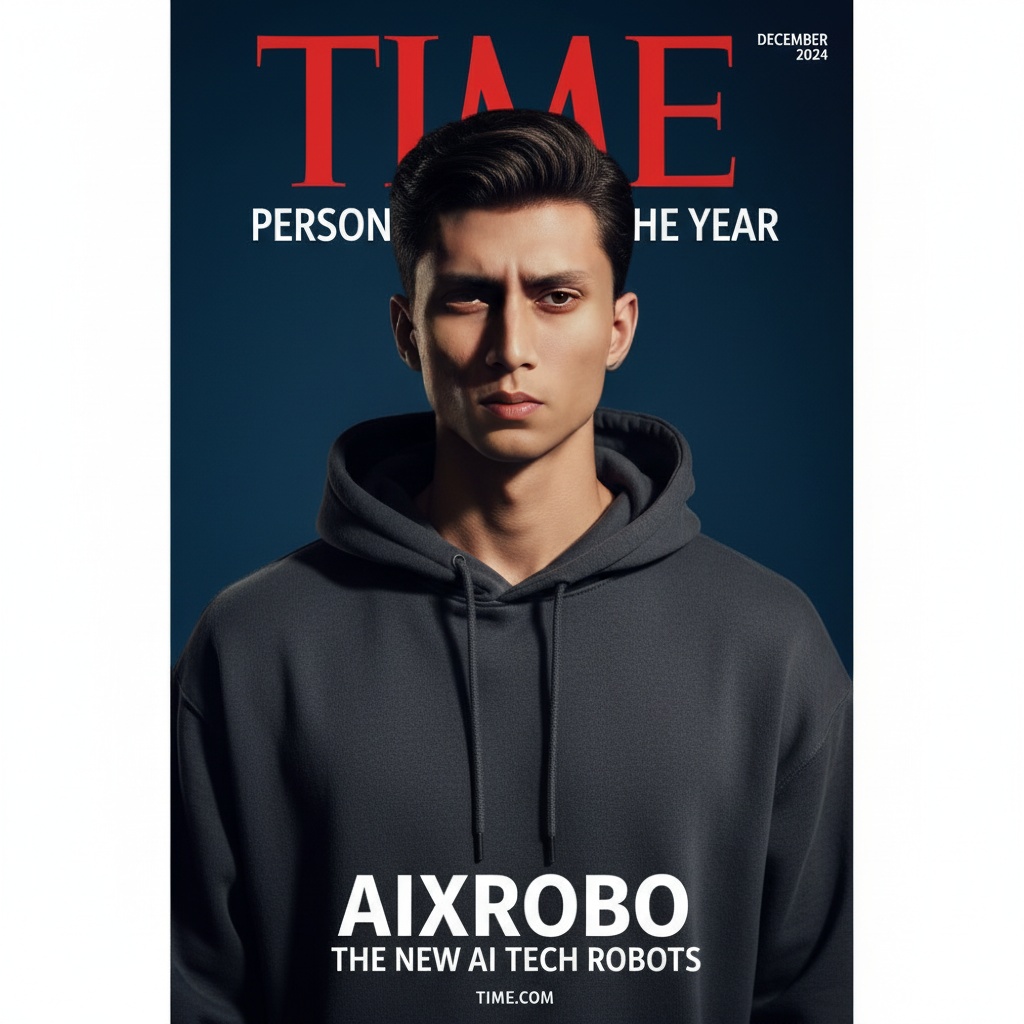 TIME
DECEMBER
2024
PERSON HE YEAR
AIXROBO
THE NEW AI TECH ROBOTS
TIME.COM